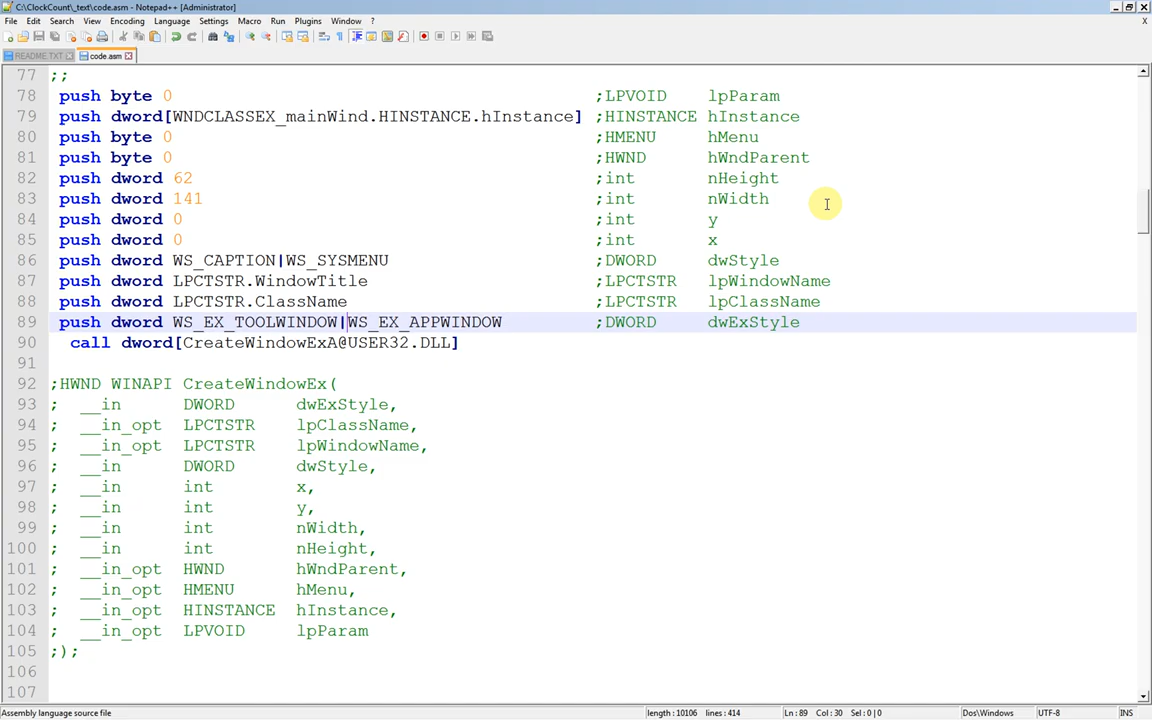 C:\ClockCount\_text\code.asm - Notepad++ [Administrator]
File Edit Search View Encoding Language Settings Macro Run Plugins Window ?
X
README.TXT code.asm
77 ;;
78 push byte 0 ;LPVOID lpParam
79 push dword[WNDCLASSEX_mainWind.HINSTANCE.hInstance] ;HINSTANCE hInstance
80 push byte 0 ;HMENU hMenu
81 push byte 0 ;HWND hWndParent
82 push dword 62 ;int nHeight
83 push dword 141 ;int nWidth
84 push dword 0 ;int y
85 push dword 0 ;int x
86 push dword WS_CAPTION|WS_SYSMENU ;DWORD dwStyle
87 push dword LPCTSTR.WindowTitle ;LPCTSTR lpWindowName
88 push dword LPCTSTR.ClassName ;LPCTSTR lpClassName
89 push dword WS_EX_TOOLWINDOW|WS_EX_APPWINDOW ;DWORD dwExStyle
90 call dword[CreateWindowExA@USER32.DLL]
91
92 ;HWND WINAPI CreateWindowEx(
93 ; __in DWORD dwExStyle,
94 ; __in_opt LPCTSTR lpClassName,
95 ; __in_opt LPCTSTR lpWindowName,
96 ; __in DWORD dwStyle,
97 ; __in int x,
98 ; __in int y,
99 ; __in int nWidth,
100 ; __in int nHeight,
101 ; __in_opt HWND hWndParent,
102 ; __in_opt HMENU hMenu,
103 ; __in_opt HINSTANCE hInstance,
104 ; __in_opt LPVOID lpParam
105 ;);
106
107
Assembly language source file length : 10106 lines : 414 Ln : 89 Col : 30 Sel : 0 | 0 Dos\Windows UTF-8 INS